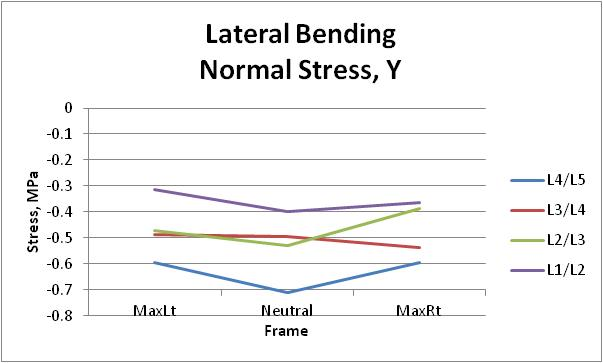 Lateral Bending
Normal Stress, Y
0
-0.1
-0.2
-0.3
-0.4
-0.5
-0.6
-0.7
-0.8
Stress, MPa
MaxLt Neutral MaxRt
Frame
L4/L5
L3/L4
L2/L3
L1/L2